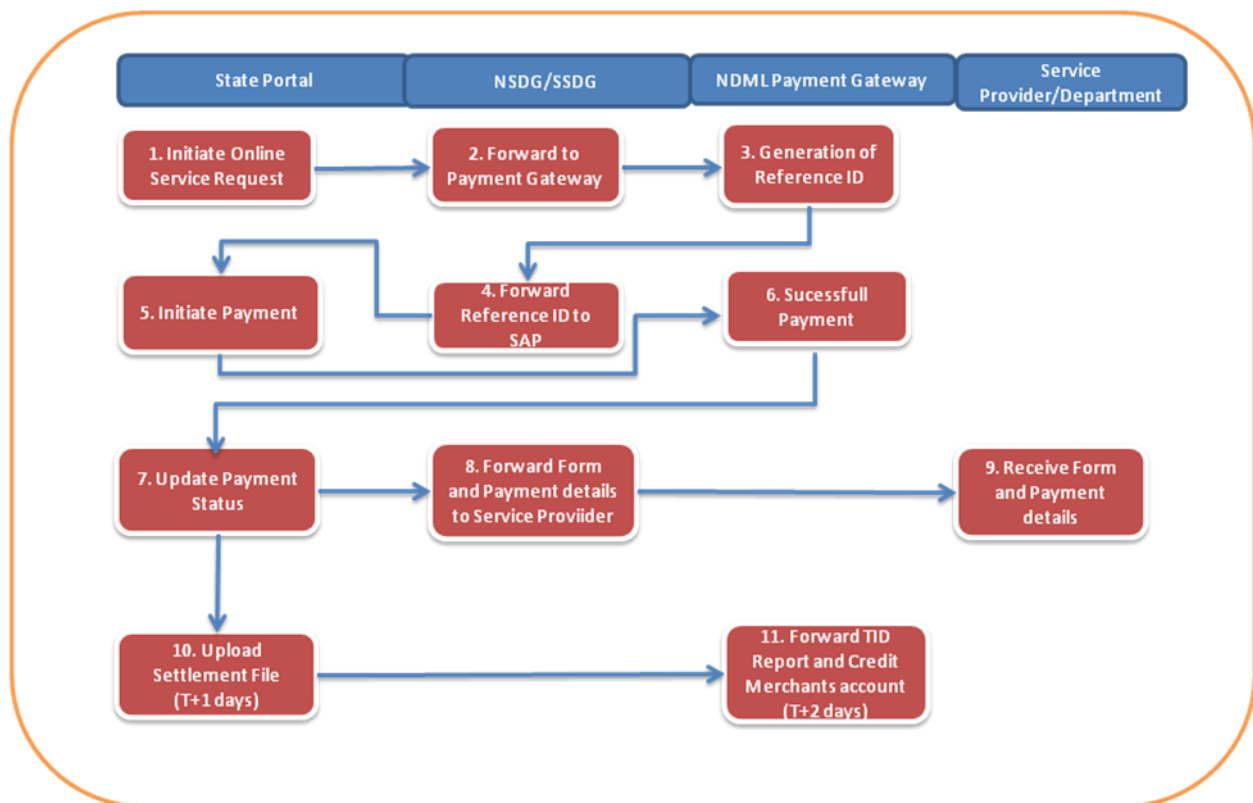 State Portal
NSDG/SSDG
NDML Payment Gateway
Service
Provider/Department
1. Initiate Online
Service Request
2. Forward to
Payment Gateway
3. Generation of
Reference ID
5. Initiate Payment
4. Forward
Reference ID to
SAP
6. Sucessfull
Payment
7. Update Payment
Status
8. Forward Form
and Payment details
to Service Proviider
9. Receive Form
and Payment
details
10. Upload
Settlement File
(T+1 days)
11. Forward TID
Report and Credit
Merchants account
(T+2 days)